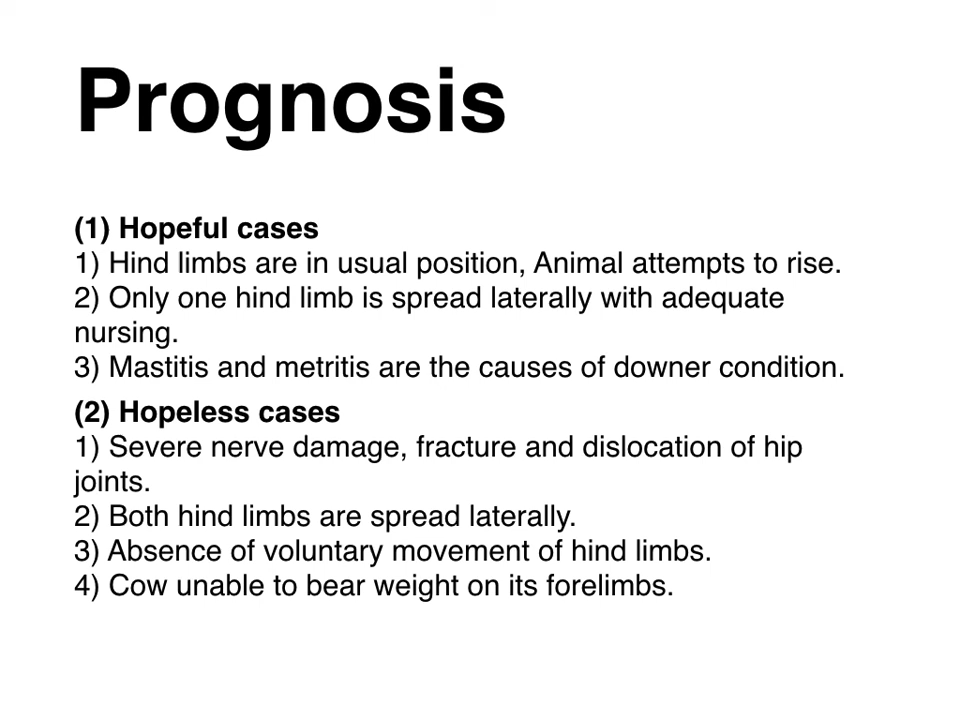 Prognosis
(1) Hopeful cases
1) Hind limbs are in usual position, Animal attempts to rise.
2) Only one hind limb is spread laterally with adequate
nursing.
3) Mastitis and metritis are the causes of downer condition.
(2) Hopeless cases
1) Severe nerve damage, fracture and dislocation of hip
joints.
2) Both hind limbs are spread laterally.
3) Absence of voluntary movement of hind limbs.
4) Cow unable to bear weight on its forelimbs.